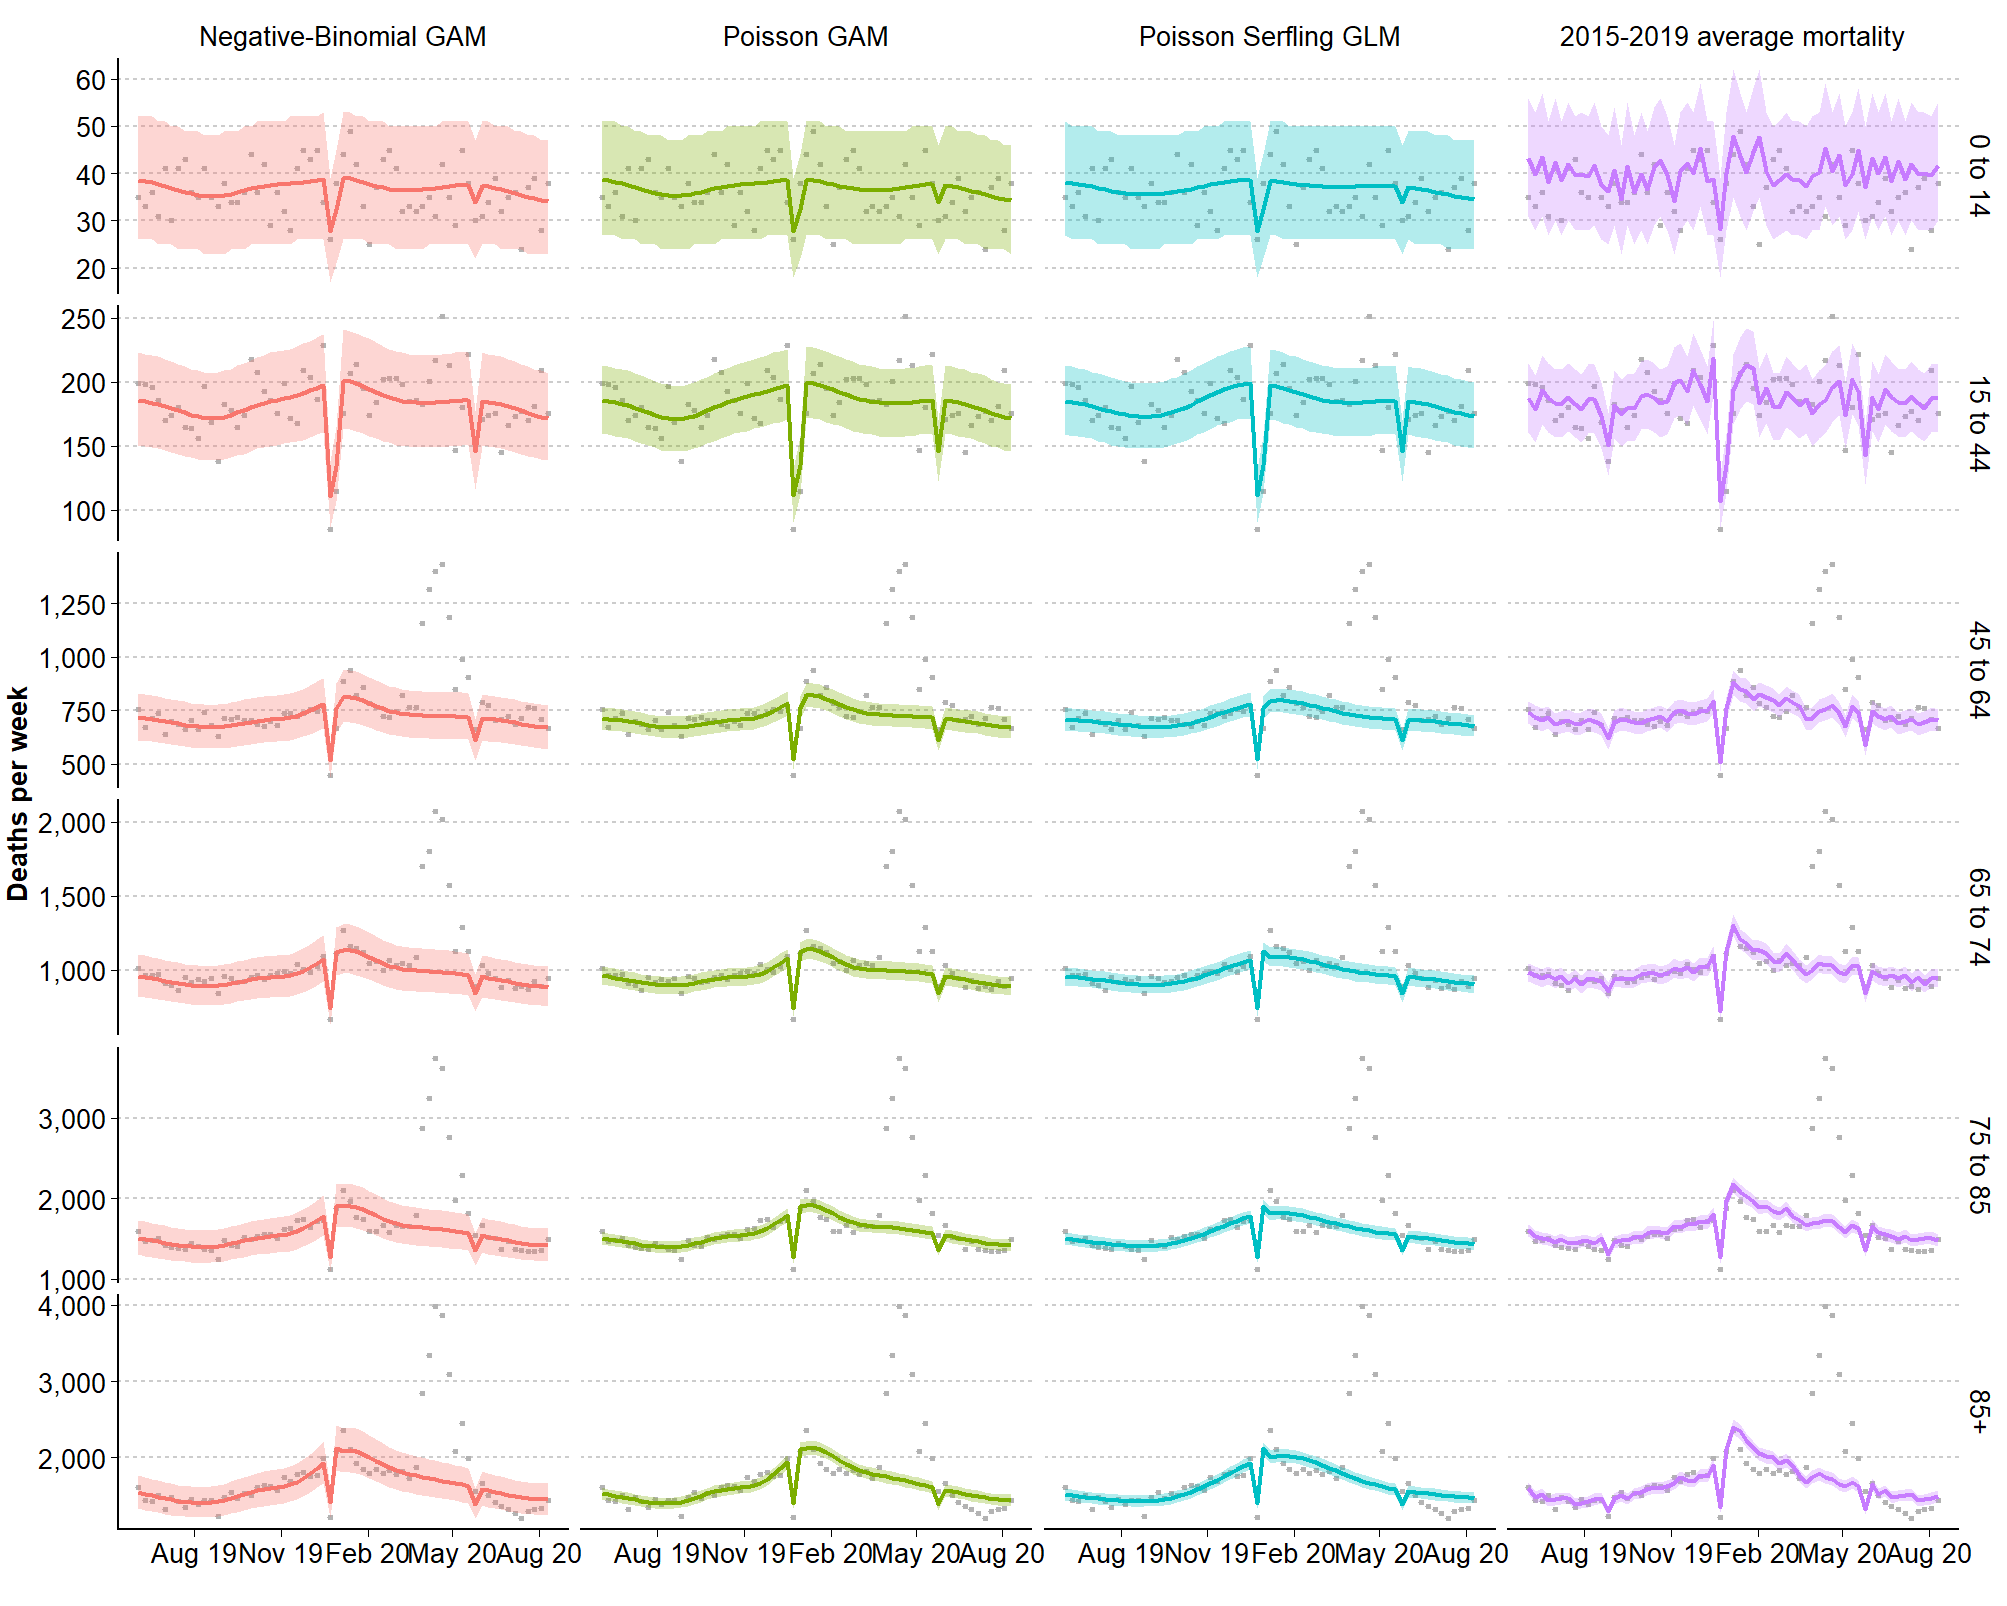 Negative-Binomial GAM
Poisson GAM
Poisson Serfling GLM
2015-2019 average mortality
Deaths per week
60
50
40
30
20
0 to 14
250
200
150
100
15 to 44
1,250
1,000
750
500
45 to 64
2,000
1,500
1,000
65 to 74
3,000
2,000
1,000
75 to 85
4,000
3,000
2,000
85+
Aug 19 Nov 19 Feb 20 May 20 Aug 20
Aug 19 Nov 19 Feb 20 May 20 Aug 20
Aug 19 Nov 19 Feb 20 May 20 Aug 20
Aug 19 Nov 19 Feb 20 May 20 Aug 20